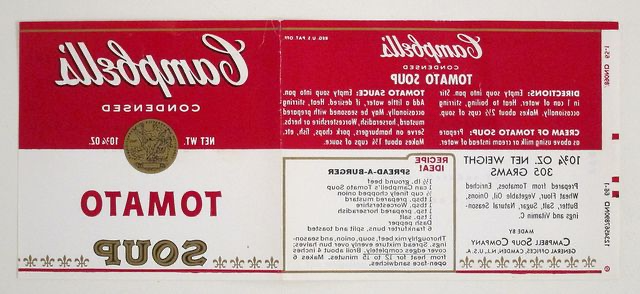 Campbell's
CONDENSED
NET WT. 10¾ OZ.
TOMATO
SOUP
REG U S PAT OFF.
Campbell's
CONDENSED
TOMATO SOUP
DIRECTIONS: Empty soup into pan. Stir
in 1 can of water. Heat to boiling, stirring
occasionally. Makes about 2½ cups of soup.
CREAM OF TOMATO SOUP: Prepare
as above using milk or cream instead of water.
TOMATO SAUCE: Empty soup into pan.
Add a little water, if desired. Heat, stirring
occasionally. May be seasoned with prepared
mustard, horseradish, Worcestershire or herbs.
Serve on hamburgers, pork chops, fish, etc.
Makes about 1¼ cups of sauce.
10¾ OZ. NET WEIGHT
305 GRAMS
Prepared from Tomatoes, Enriched
Wheat Flour, Vegetable Oil, Onions,
Butter, Salt, Sugar, Natural Season-
ings and Vitamin C.
MADE BY
CAMPBELL SOUP COMPANY
GENERAL OFFICES, CAMDEN, N.J., U.S.A.
RECIPE
IDEA!
SPREAD-A-BURGER
1½ lb. ground beef
1 can Campbell's Tomato Soup
⅓ cup finely chopped onion
1 tbsp. prepared mustard
1 tbsp. Worcestershire
1 tsp. prepared horseradish
1 tsp. salt
Dash pepper
6 frankfurter buns, split and toasted
Thoroughly mix beef, soup, onion, and season-
ings. Spread mixture evenly over bun halves;
cover edges completely. Broil about 4 inches
from heat for 12 to 15 minutes. Makes 6
open-face sandwiches.